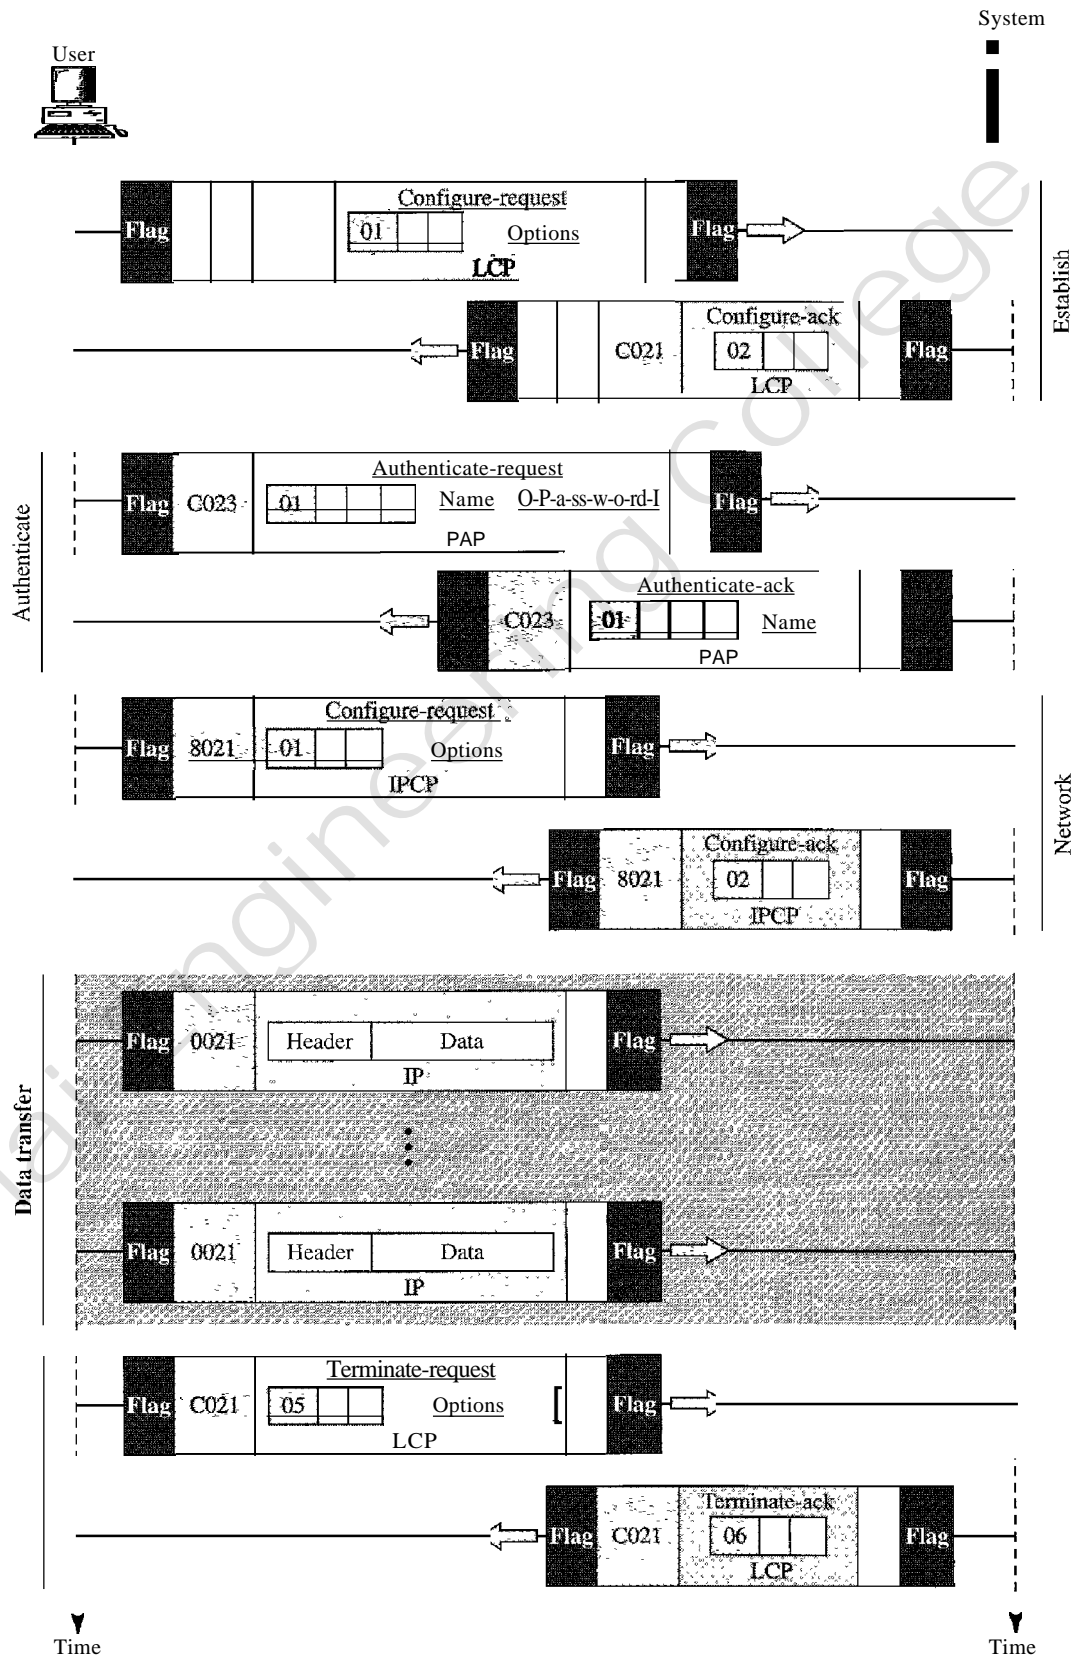 System
User
Configure-request
Flag
01
Options
Flag
LCP
Establish
Configure-ack
Flag
C021
02
Flag
LCP
Authenticate
Authenticate-request
Flag
C023
01
Name
O-P-a-ss-w-o-rd-I
Flag
PAP
Authenticate-ack
C023
01
Name
PAP
Configure-request
Flag
8021
01
Options
Flag
IPCP
Network
Configure-ack
Flag
8021
02
Flag
IPCP
Data transfer
Flag
0021
Header
Data
Flag
IP
Flag
0021
Header
Data
Flag
IP
Terminate-request
Flag
C021
05
Options
[
Flag
LCP
Terminate-ack
Flag
C021
06
Flag
LCP
Time
Time
Engineering College